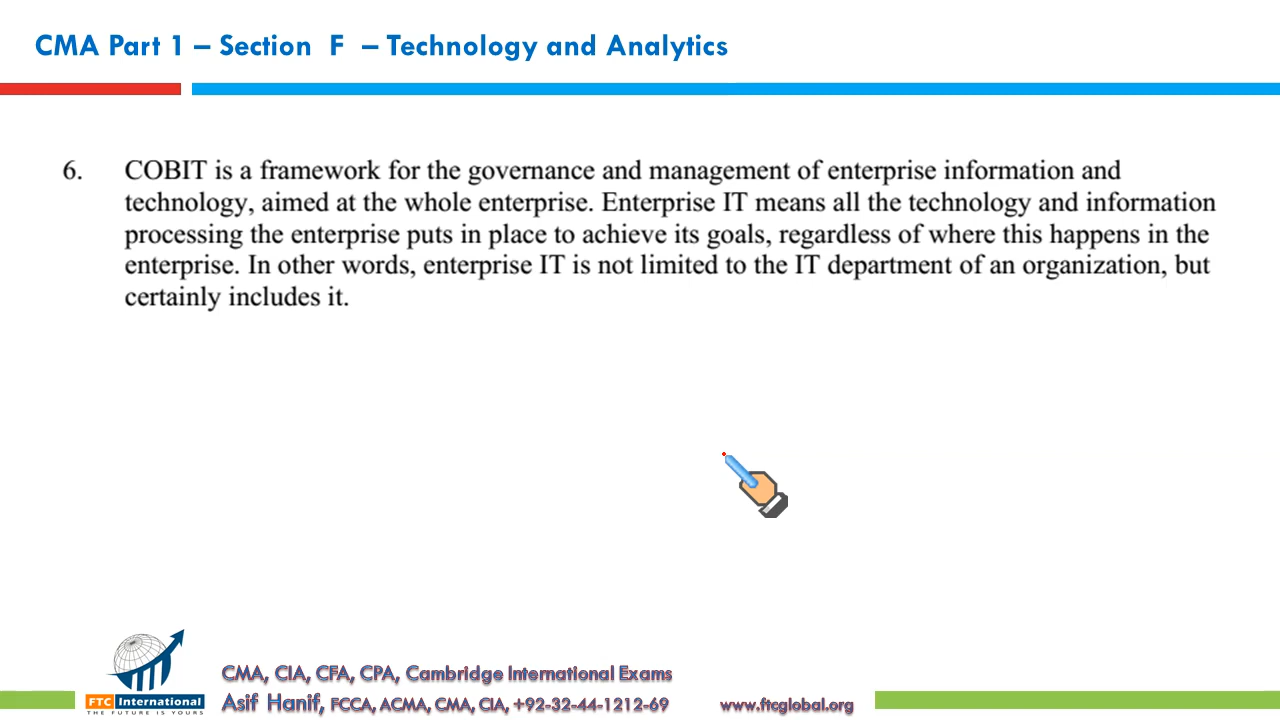 CMA Part 1 – Section F – Technology and Analytics
6. COBIT is a framework for the governance and management of enterprise information and
technology, aimed at the whole enterprise. Enterprise IT means all the technology and information
processing the enterprise puts in place to achieve its goals, regardless of where this happens in the
enterprise. In other words, enterprise IT is not limited to the IT department of an organization, but
certainly includes it.
FTC International
THE FUTURE IS YOURS
CMA, CIA, CFA, CPA, Cambridge International Exams
Asif Hanif, FCCA, ACMA, CMA, CIA, +92-32-44-1212-69 www.ftcglobal.org